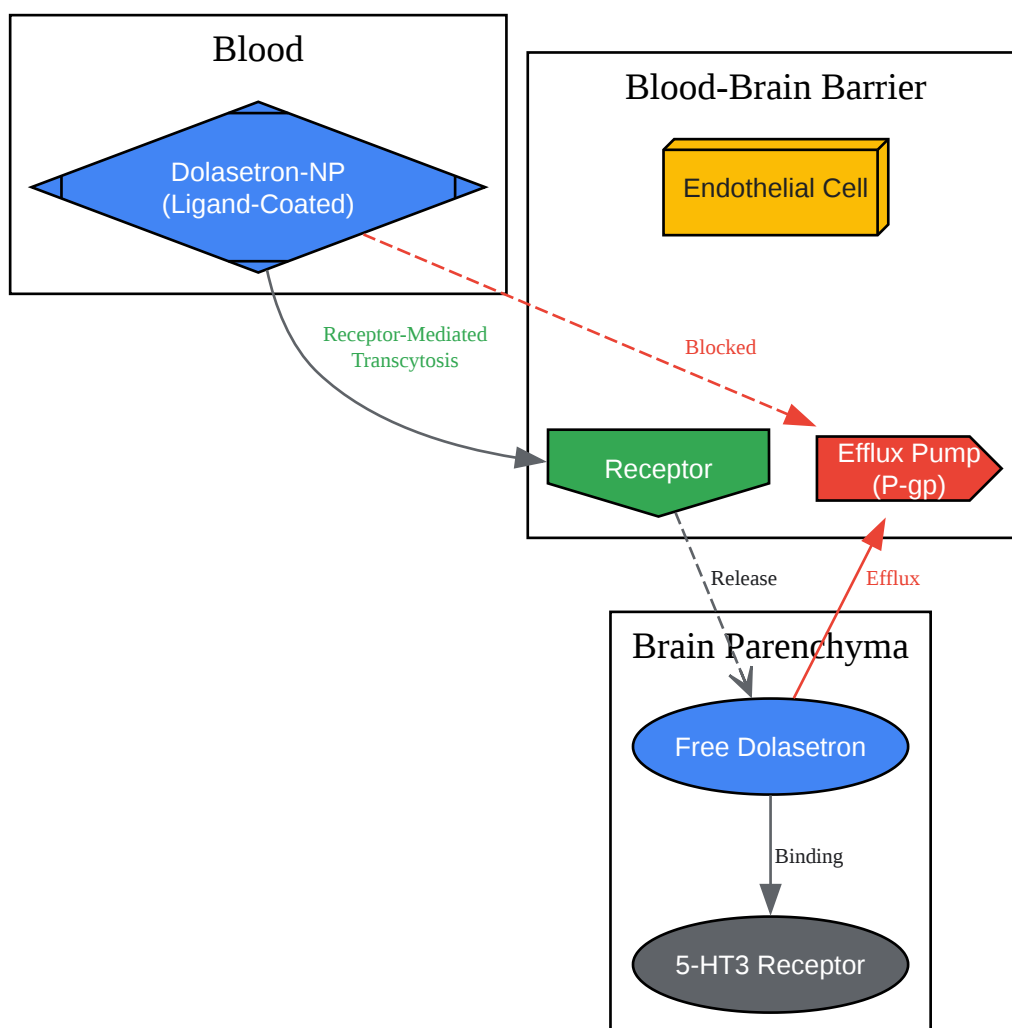 Blood
Dolasetron-NP
(Ligand-Coated)
Blood-Brain Barrier
Endothelial Cell
Receptor-Mediated
Transcytosis
Blocked
Receptor
Efflux Pump
(P-gp)
Release
Efflux
Brain Parenchyma
Free Dolasetron
Binding
5-HT3 Receptor